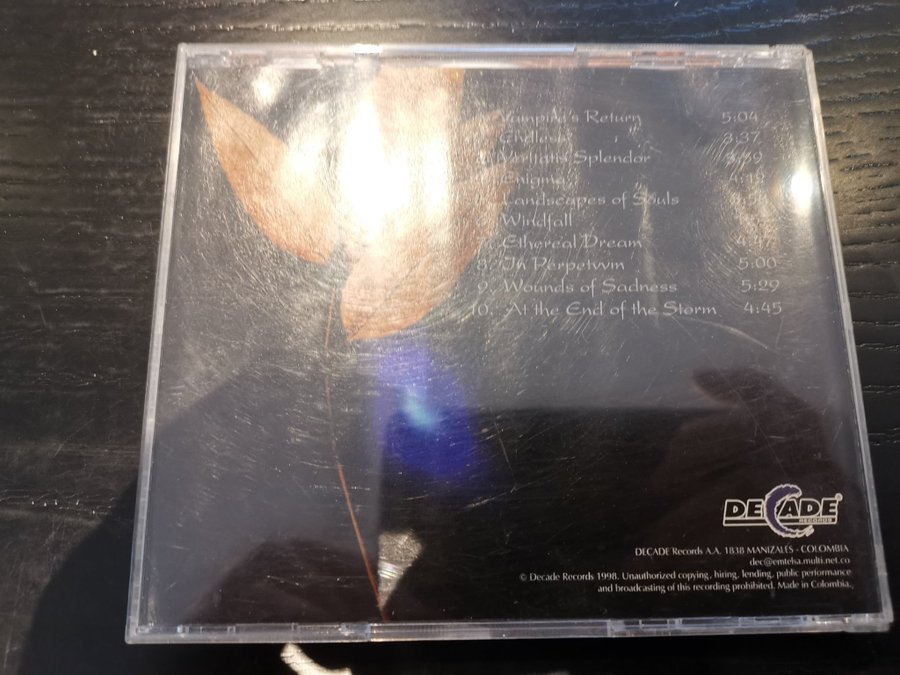 Vampire's Return 5:04
Endless 3:37
Veritatis Splendor
Enigma 4:19
Landscapes of Souls
Windfall
Ethereal Dream
8. In Perpetvvm 5:00
9. Wounds of Sadness 5:29
10. At the End of the Storm 4:45
DECADE
RECORDS
DECADE Records A.A. 1838 MANIZALES - COLOMBIA
dec@emtelsa.multi.net.co
© Decade Records 1998. Unauthorized copying, hiring, lending, public performance
and broadcasting of this recording prohibited. Made in Colombia.